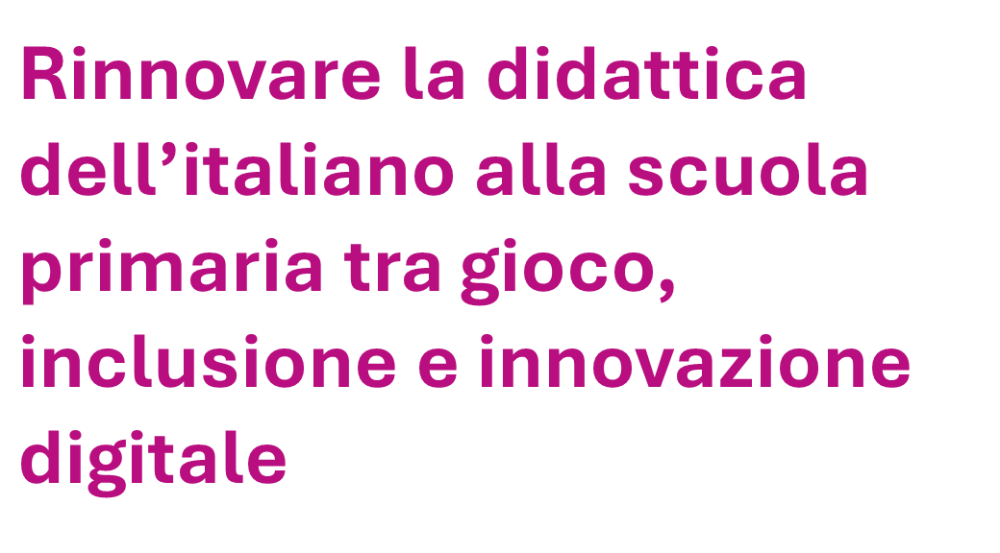 Rinnovare la didattica
dell’italiano alla scuola
primaria tra gioco,
inclusione e innovazione
digitale